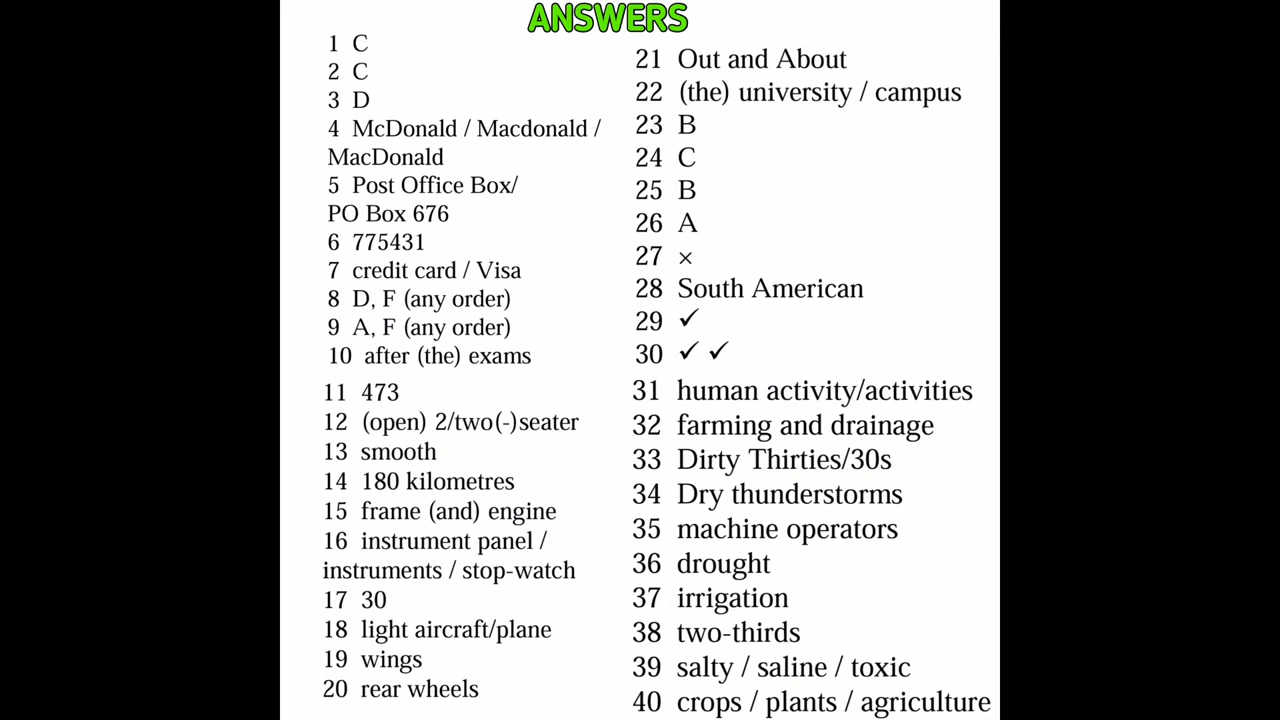 ANSWERS
1 C
2 C
3 D
4 McDonald / Macdonald /
MacDonald
5 Post Office Box/
PO Box 676
6 775431
7 credit card / Visa
8 D, F (any order)
9 A, F (any order)
10 after (the) exams
11 473
12 (open) 2/two(-)seater
13 smooth
14 180 kilometres
15 frame (and) engine
16 instrument panel /
instruments / stop-watch
17 30
18 light aircraft/plane
19 wings
20 rear wheels
21 Out and About
22 (the) university / campus
23 B
24 C
25 B
26 A
27 ×
28 South American
29 ✓
30 ✓ ✓
31 human activity/activities
32 farming and drainage
33 Dirty Thirties/30s
34 Dry thunderstorms
35 machine operators
36 drought
37 irrigation
38 two-thirds
39 salty / saline / toxic
40 crops / plants / agriculture